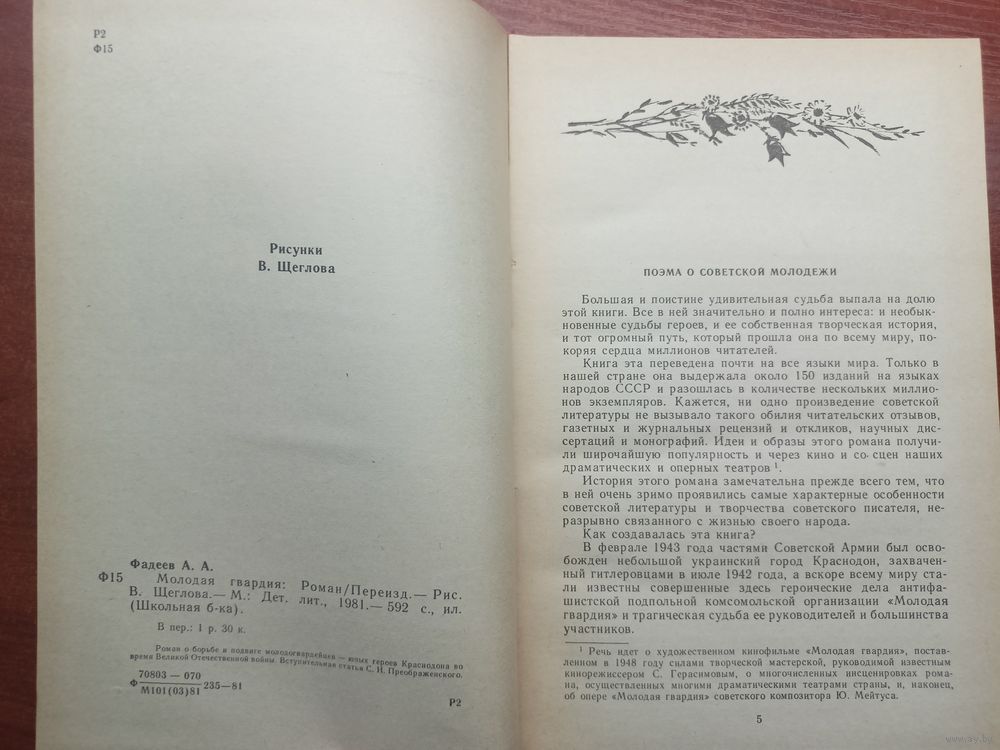 Р2
Ф15
Рисунки
В. Щеглова
Фадеев А. А.
Ф15 Молодая гвардия: Роман/Переизд.— Рис.
В. Щеглова.— М.: Дет. лит., 1981.— 592 с., ил.
(Школьная б-ка).
В пер.: 1 р. 30 к.
Роман о борьбе и подвиге молодогвардейцев — юных героев Краснодона во
время Великой Отечественной войны. Вступительная статья С. И. Преображенского.
70803 — 070
Ф 235—81
М101(03)81
Р2
ПОЭМА О СОВЕТСКОЙ МОЛОДЕЖИ
Большая и поистине удивительная судьба выпала на долю
этой книги. Все в ней значительно и полно интереса: и необык-
новенные судьбы героев, и ее собственная творческая история,
и тот огромный путь, который прошла она по всему миру, по-
коряя сердца миллионов читателей.
Книга эта переведена почти на все языки мира. Только в
нашей стране она выдержала около 150 изданий на языках
народов СССР и разошлась в количестве нескольких миллио-
нов экземпляров. Кажется, ни одно произведение советской
литературы не вызывало такого обилия читательских отзывов,
газетных и журнальных рецензий и откликов, научных дис-
сертаций и монографий. Идеи и образы этого романа получи-
ли широчайшую популярность и через кино и со сцен наших
драматических и оперных театров ¹.
История этого романа замечательна прежде всего тем, что
в ней очень зримо проявились самые характерные особенности
советской литературы и творчества советского писателя, не-
разрывно связанного с жизнью своего народа.
Как создавалась эта книга?
В феврале 1943 года частями Советской Армии был осво-
божден небольшой украинский город Краснодон, захвачен-
ный гитлеровцами в июле 1942 года, а вскоре всему миру ста-
ли известны совершенные здесь героические дела антифа-
шистской подпольной комсомольской организации «Молодая
гвардия» и трагическая судьба ее руководителей и большинства
участников.
¹ Речь идет о художественном кинофильме «Молодая гвардия», постав-
ленном в 1948 году силами творческой мастерской, руководимой известным
кинорежиссером С. Герасимовым, о многочисленных инсценировках рома-
на, осуществленных многими драматическими театрами страны, и, наконец,
об опере «Молодая гвардия» советского композитора Ю. Мейтуса.
5
www.ay.by